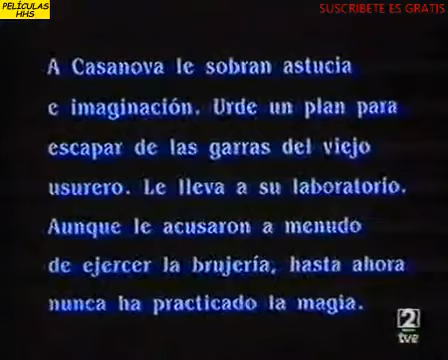 PELÍCULAS
HHS
SUSCRIBETE ES GRATIS
A Casanova le sobran astucia
e imaginación. Urde un plan para
escapar de las garras del viejo
usurero. Le lleva a su laboratorio.
Aunque le acusaron a menudo
de ejercer la brujería, hasta ahora
nunca ha practicado la magia.
2
tve